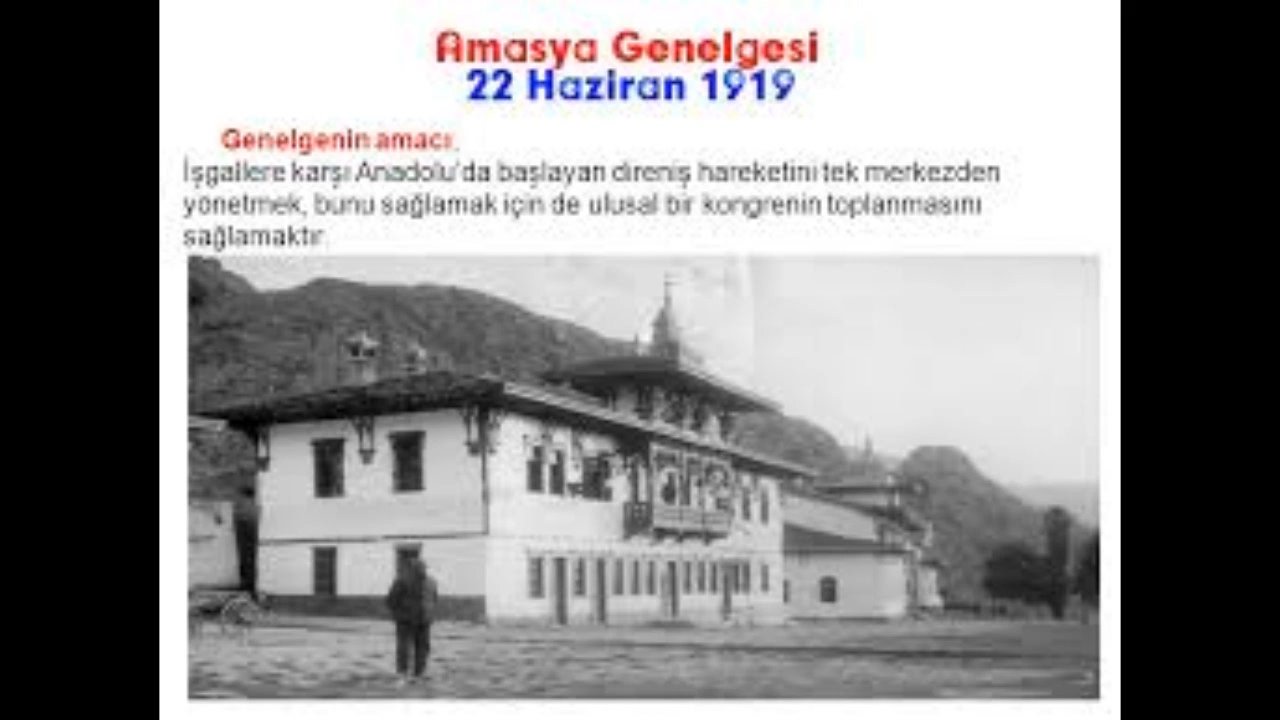 Amasya Genelgesi
22 Haziran 1919
Genelgenin amacı:
İşgallere karşı Anadolu'da başlayan direniş hareketini tek merkezden
yönetmek, bunu sağlamak için de ulusal bir kongrenin toplanmasını
sağlamaktır.